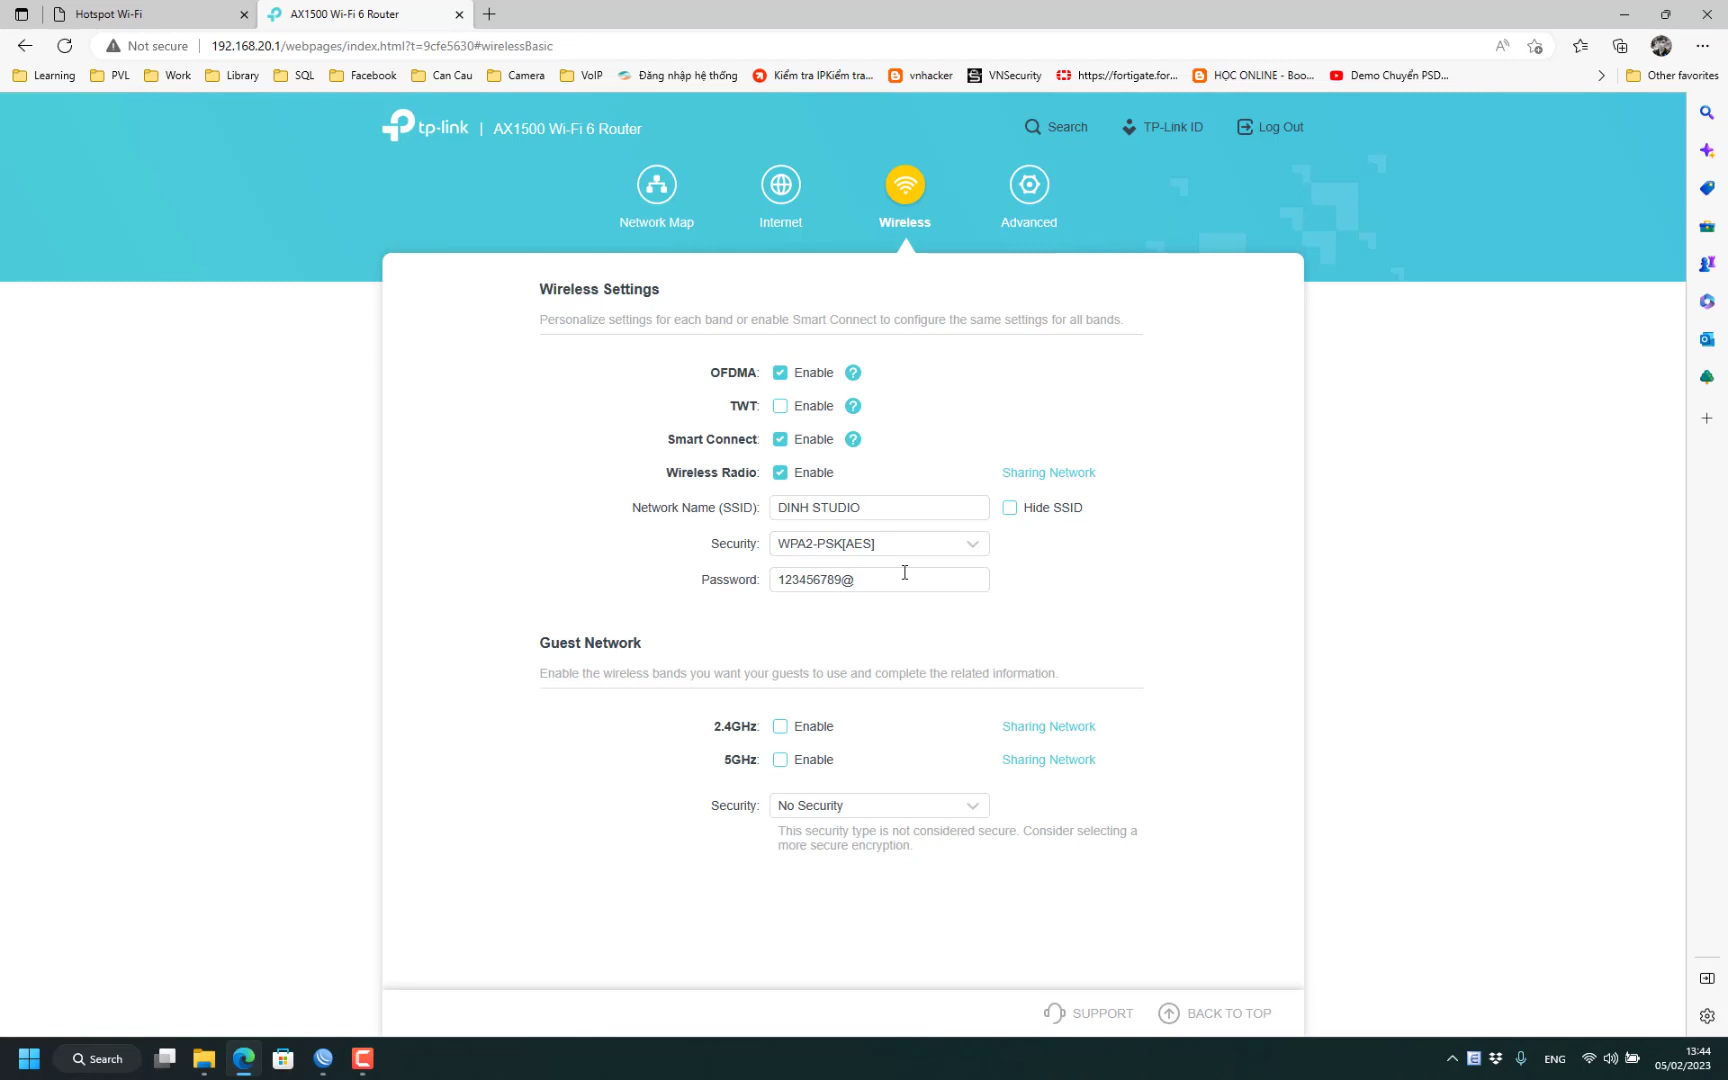 Hotspot Wi-Fi
AX1500 Wi-Fi 6 Router
Not secure
192.168.20.1/webpages/index.html?t=9cfe5630#wirelessBasic
Learning
PVL
Work
Library
SQL
Facebook
Can Cau
Camera
VoIP
Đăng nhập hệ thống
Kiểm tra IPKiểm tra...
vnhacker
VNSecurity
https://fortigate.for...
HỌC ONLINE - Boo...
Demo Chuyển PSD...
Other favorites
tp-link | AX1500 Wi-Fi 6 Router
Search
TP-Link ID
Log Out
Network Map
Internet
Wireless
Advanced
Wireless Settings
Personalize settings for each band or enable Smart Connect to configure the same settings for all bands.
OFDMA: Enable ?
TWT: Enable ?
Smart Connect: Enable ?
Wireless Radio: Enable Sharing Network
Network Name (SSID): DINH STUDIO Hide SSID
Security: WPA2-PSK[AES]
Password: 123456789@
Guest Network
Enable the wireless bands you want your guests to use and complete the related information.
2.4GHz: Enable Sharing Network
5GHz: Enable Sharing Network
Security: No Security
This security type is not considered secure. Consider selecting a
more secure encryption.
SUPPORT
BACK TO TOP
Search
ENG
13:44
05/02/2023